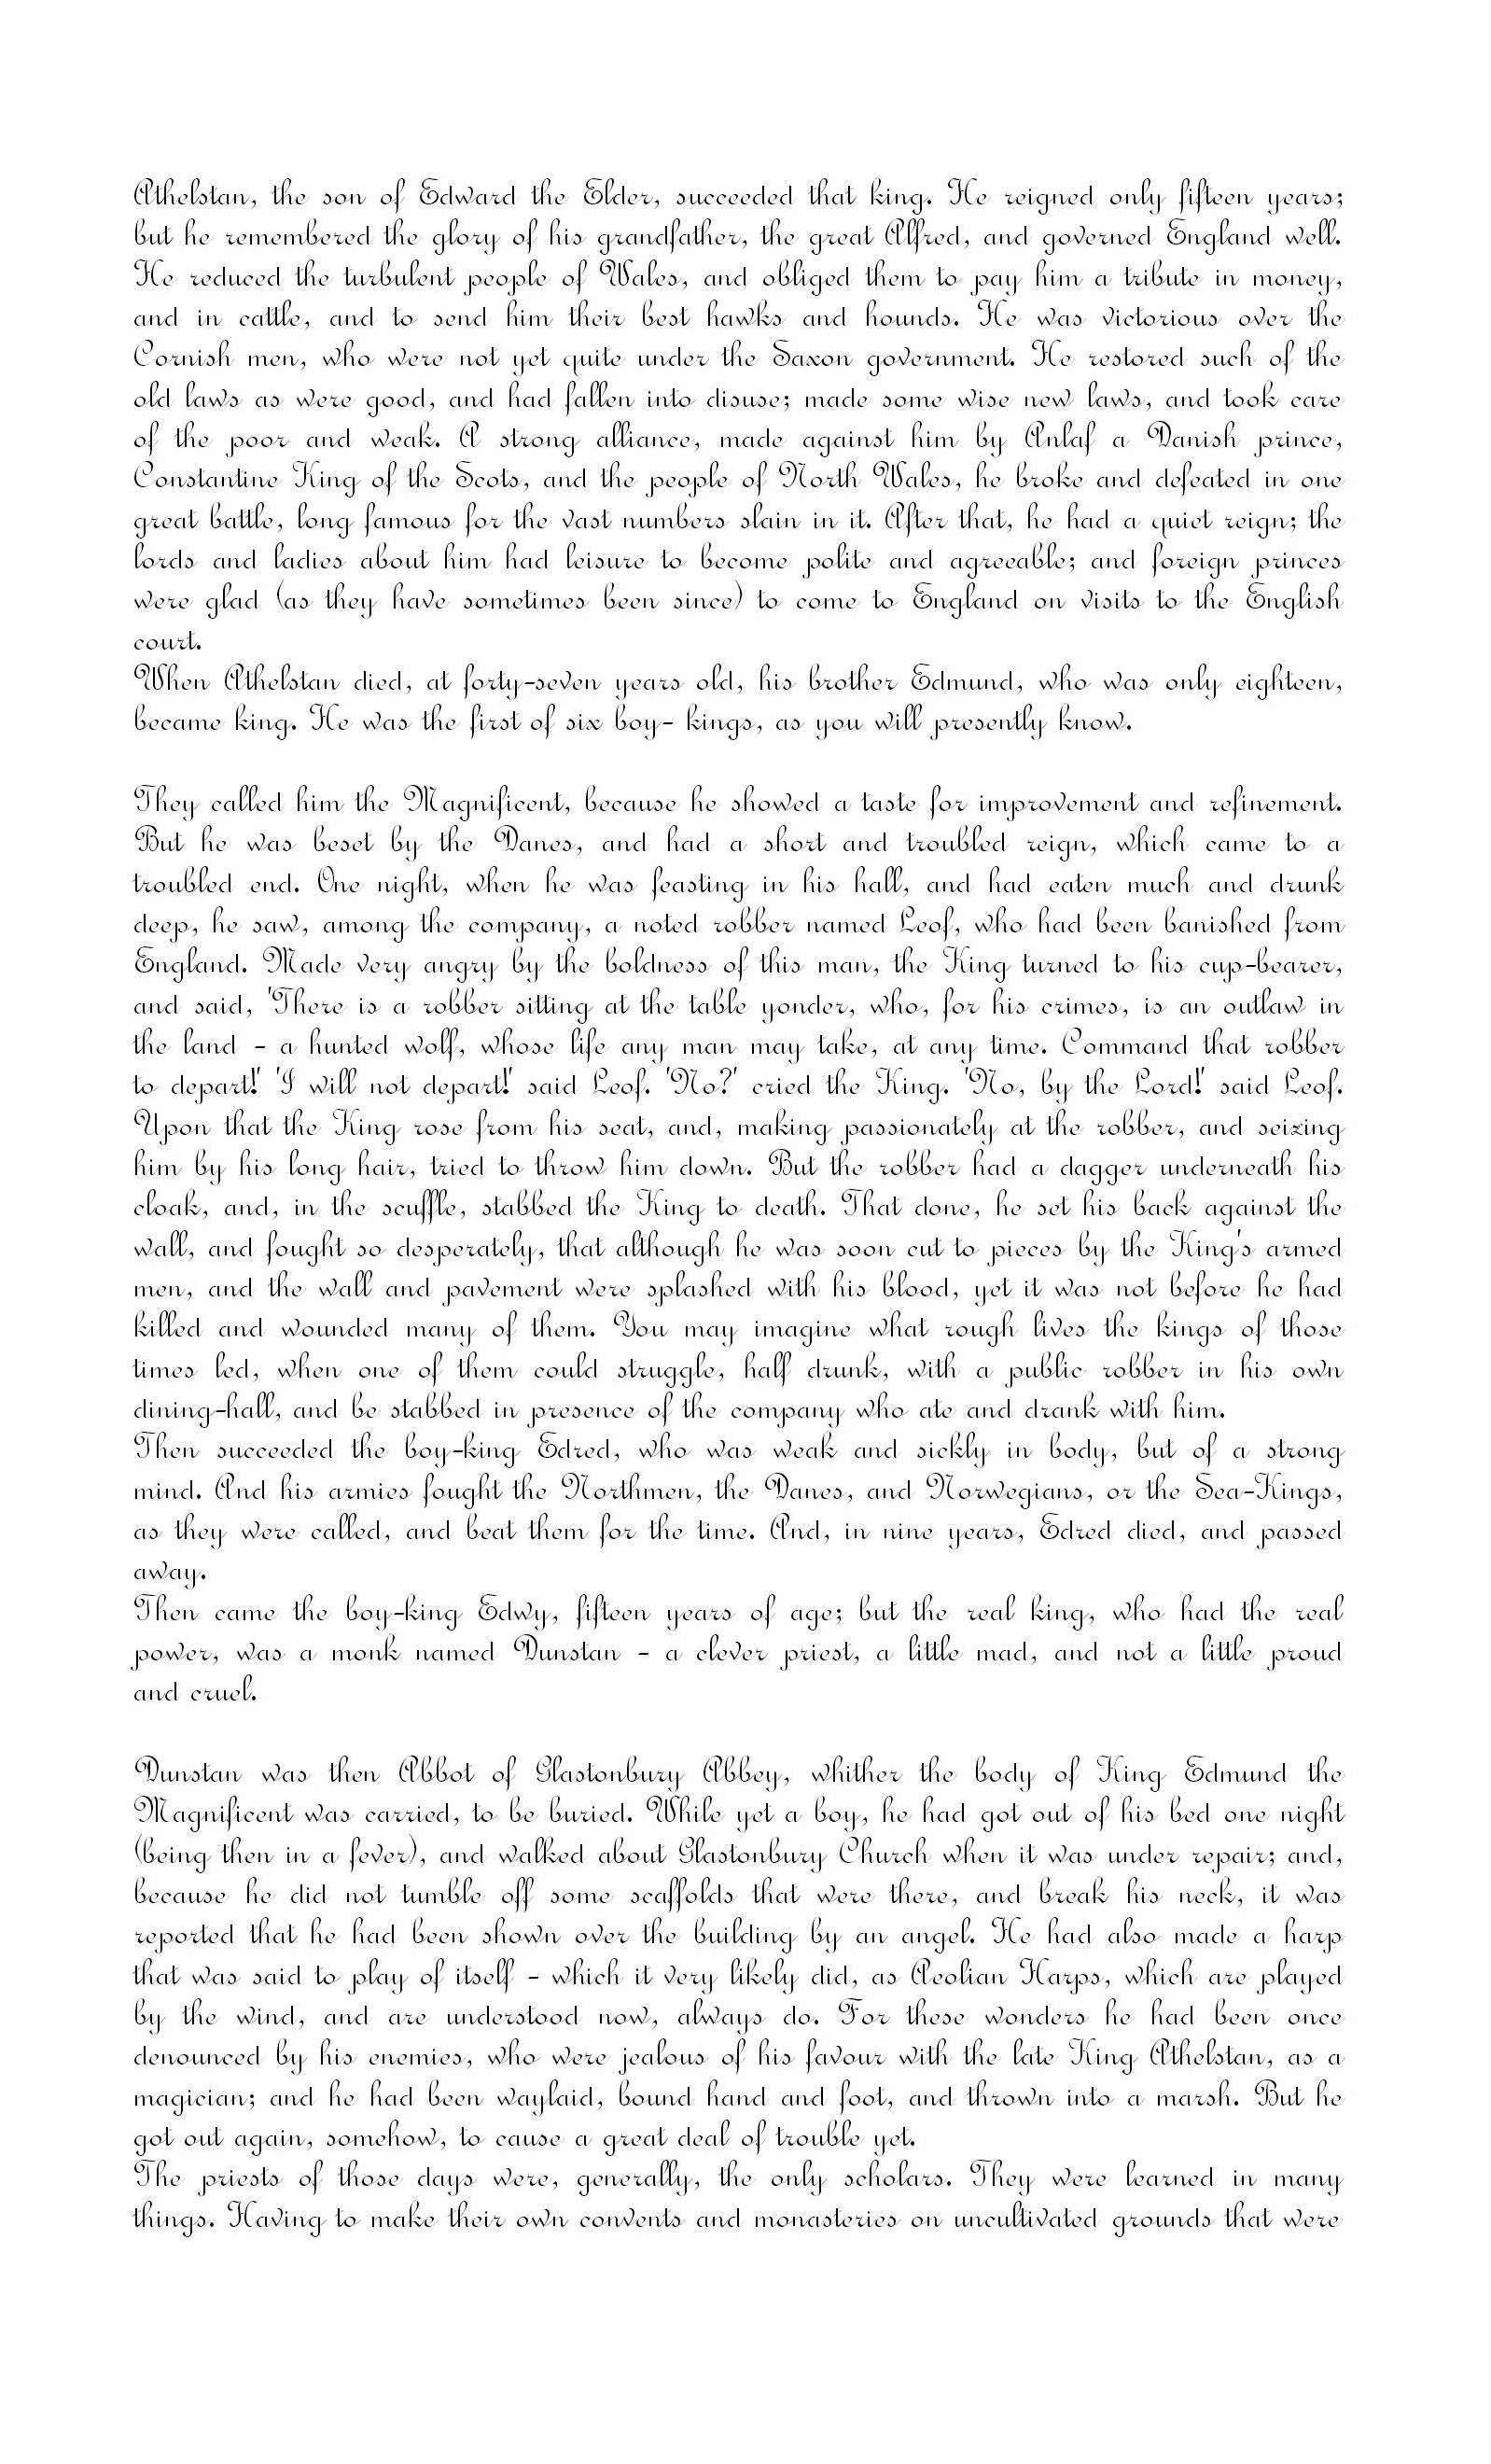 Athelstan, the son of Edward the Elder, succeeded that king. He reigned only fifteen years;
but he remembered the glory of his grandfather, the great Alfred, and governed England well.
He reduced the turbulent people of Wales, and obliged them to pay him a tribute in money,
and in cattle, and to send him their best hawks and hounds. He was victorious over the
Cornish men, who were not yet quite under the Saxon government. He restored such of the
old laws as were good, and had fallen into disuse; made some wise new laws, and took care
of the poor and weak. A strong alliance, made against him by Anlaf a Danish prince,
Constantine King of the Scots, and the people of North Wales, he broke and defeated in one
great battle, long famous for the vast numbers slain in it. After that, he had a quiet reign; the
lords and ladies about him had leisure to become polite and agreeable; and foreign princes
were glad (as they have sometimes been since) to come to England on visits to the English
court.
When Athelstan died, at forty-seven years old, his brother Edmund, who was only eighteen,
became king. He was the first of six boy- kings, as you will presently know.

They called him the Magnificent, because he showed a taste for improvement and refinement.
But he was beset by the Danes, and had a short and troubled reign, which came to a
troubled end. One night, when he was feasting in his hall, and had eaten much and drunk
deep, he saw, among the company, a noted robber named Leof, who had been banished from
England. Made very angry by the boldness of this man, the King turned to his cup-bearer,
and said, 'There is a robber sitting at the table yonder, who, for his crimes, is an outlaw in
the land - a hunted wolf, whose life any man may take, at any time. Command that robber
to depart!' 'I will not depart!' said Leof. 'No?' cried the King. 'No, by the Lord!' said Leof.
Upon that the King rose from his seat, and, making passionately at the robber, and seizing
him by his long hair, tried to throw him down. But the robber had a dagger underneath his
cloak, and, in the scuffle, stabbed the King to death. That done, he set his back against the
wall, and fought so desperately, that although he was soon cut to pieces by the King's armed
men, and the wall and pavement were splashed with his blood, yet it was not before he had
killed and wounded many of them. You may imagine what rough lives the kings of those
times led, when one of them could struggle, half drunk, with a public robber in his own
dining-hall, and be stabbed in presence of the company who ate and drank with him.
Then succeeded the boy-king Edred, who was weak and sickly in body, but of a strong
mind. And his armies fought the Northmen, the Danes, and Norwegians, or the Sea-Kings,
as they were called, and beat them for the time. And, in nine years, Edred died, and passed
away.
Then came the boy-king Edwy, fifteen years of age; but the real king, who had the real
power, was a monk named Dunstan - a clever priest, a little mad, and not a little proud
and cruel.

Dunstan was then Abbot of Glastonbury Abbey, whither the body of King Edmund the
Magnificent was carried, to be buried. While yet a boy, he had got out of his bed one night
(being then in a fever), and walked about Glastonbury Church when it was under repair; and,
because he did not tumble off some scaffolds that were there, and break his neck, it was
reported that he had been shown over the building by an angel. He had also made a harp
that was said to play of itself - which it very likely did, as Aeolian Harps, which are played
by the wind, and are understood now, always do. For these wonders he had been once
denounced by his enemies, who were jealous of his favour with the late King Athelstan, as a
magician; and he had been waylaid, bound hand and foot, and thrown into a marsh. But he
got out again, somehow, to cause a great deal of trouble yet.
The priests of those days were, generally, the only scholars. They were learned in many
things. Having to make their own convents and monasteries on uncultivated grounds that were